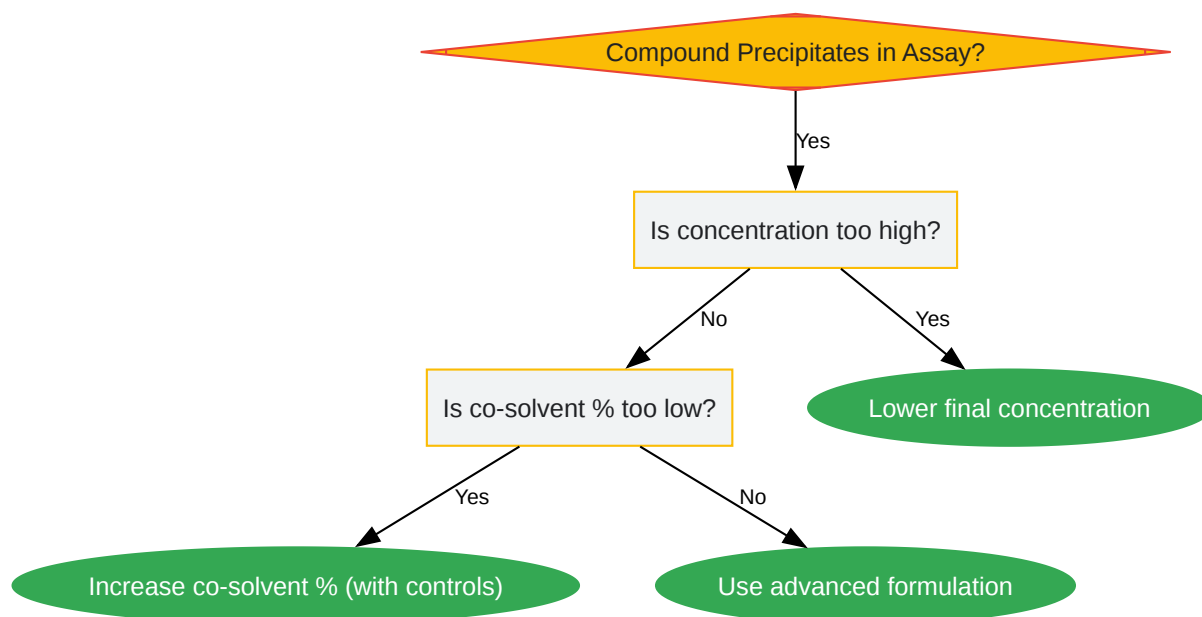 Compound Precipitates in Assay?
Yes
Is concentration too high?
No
Yes
Is co-solvent % too low?
Lower final concentration
Yes
No
Increase co-solvent % (with controls)
Use advanced formulation